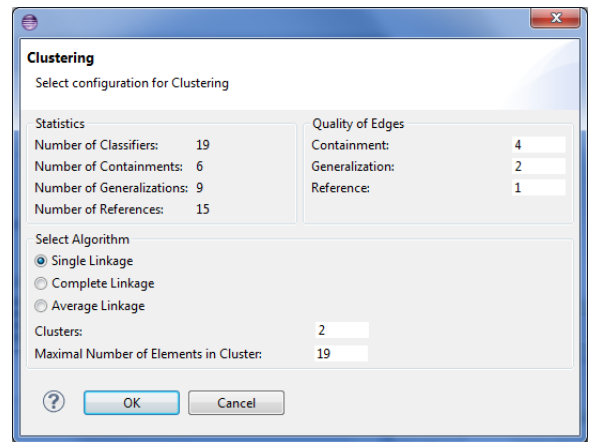 Clustering
Select configuration for Clustering
Statistics
Number of Classifiers: 19
Number of Containments: 6
Number of Generalizations: 9
Number of References: 15
Quality of Edges
Containment: 4
Generalization: 2
Reference: 1
Select Algorithm
Single Linkage
Complete Linkage
Average Linkage
Clusters: 2
Maximal Number of Elements in Cluster: 19
? OK Cancel